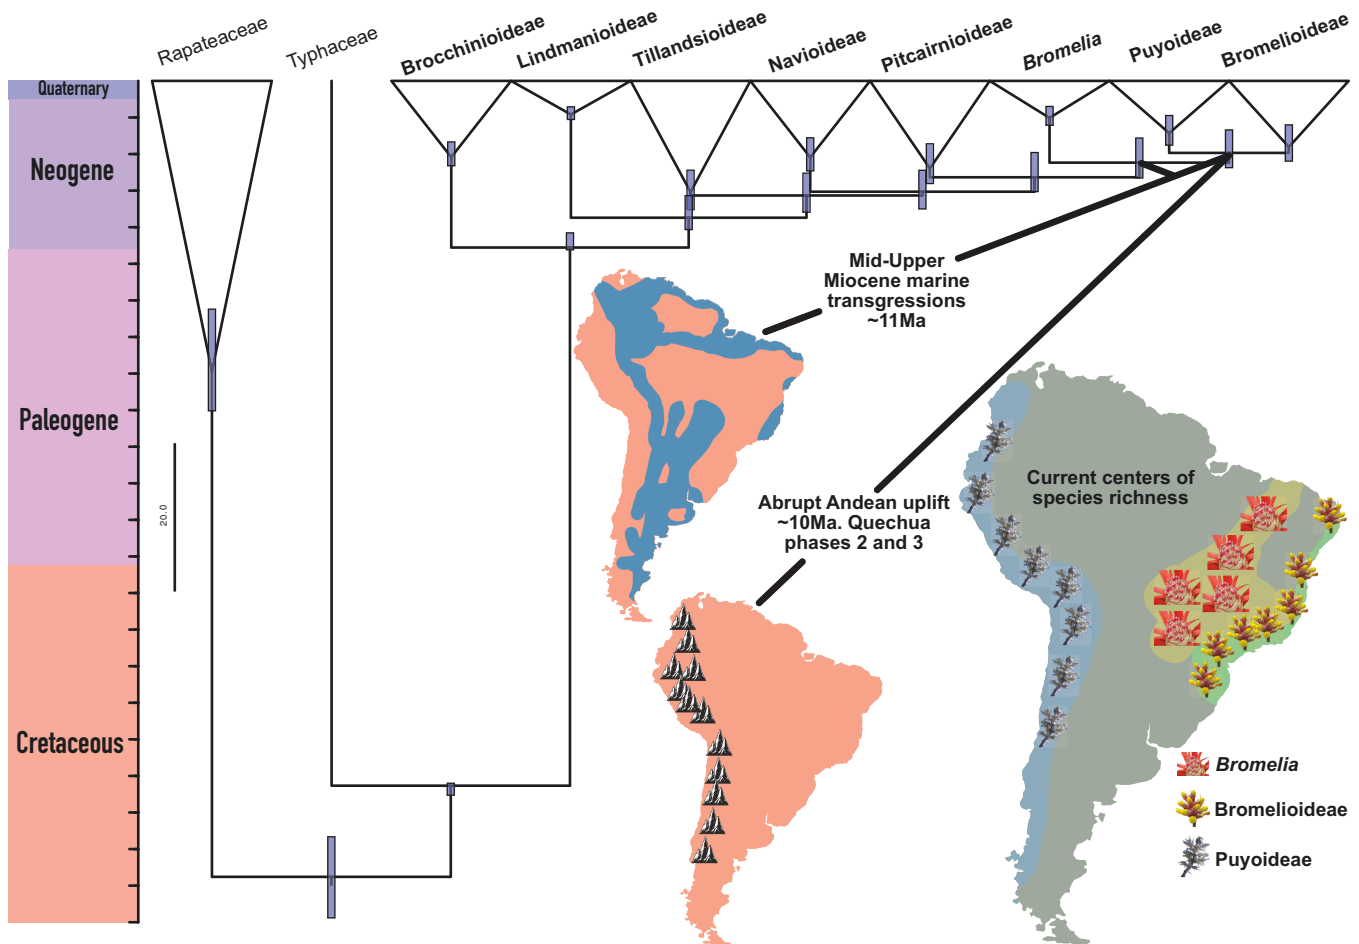 Rapateaceae
Typhaceae
Brocchinioideae
Lindmanioideae
Tillandsioideae
Navioideae
Pitcairnioideae
Bromelia
Puyoideae
Bromelioideae
Quaternary
Neogene
Paleogene
Cretaceous
20.0
Mid-Upper
Miocene marine
transgressions
~11Ma
Abrupt Andean uplift
~10Ma. Quechua
phases 2 and 3
Current centers of
species richness
Bromelia
Bromelioideae
Puyoideae